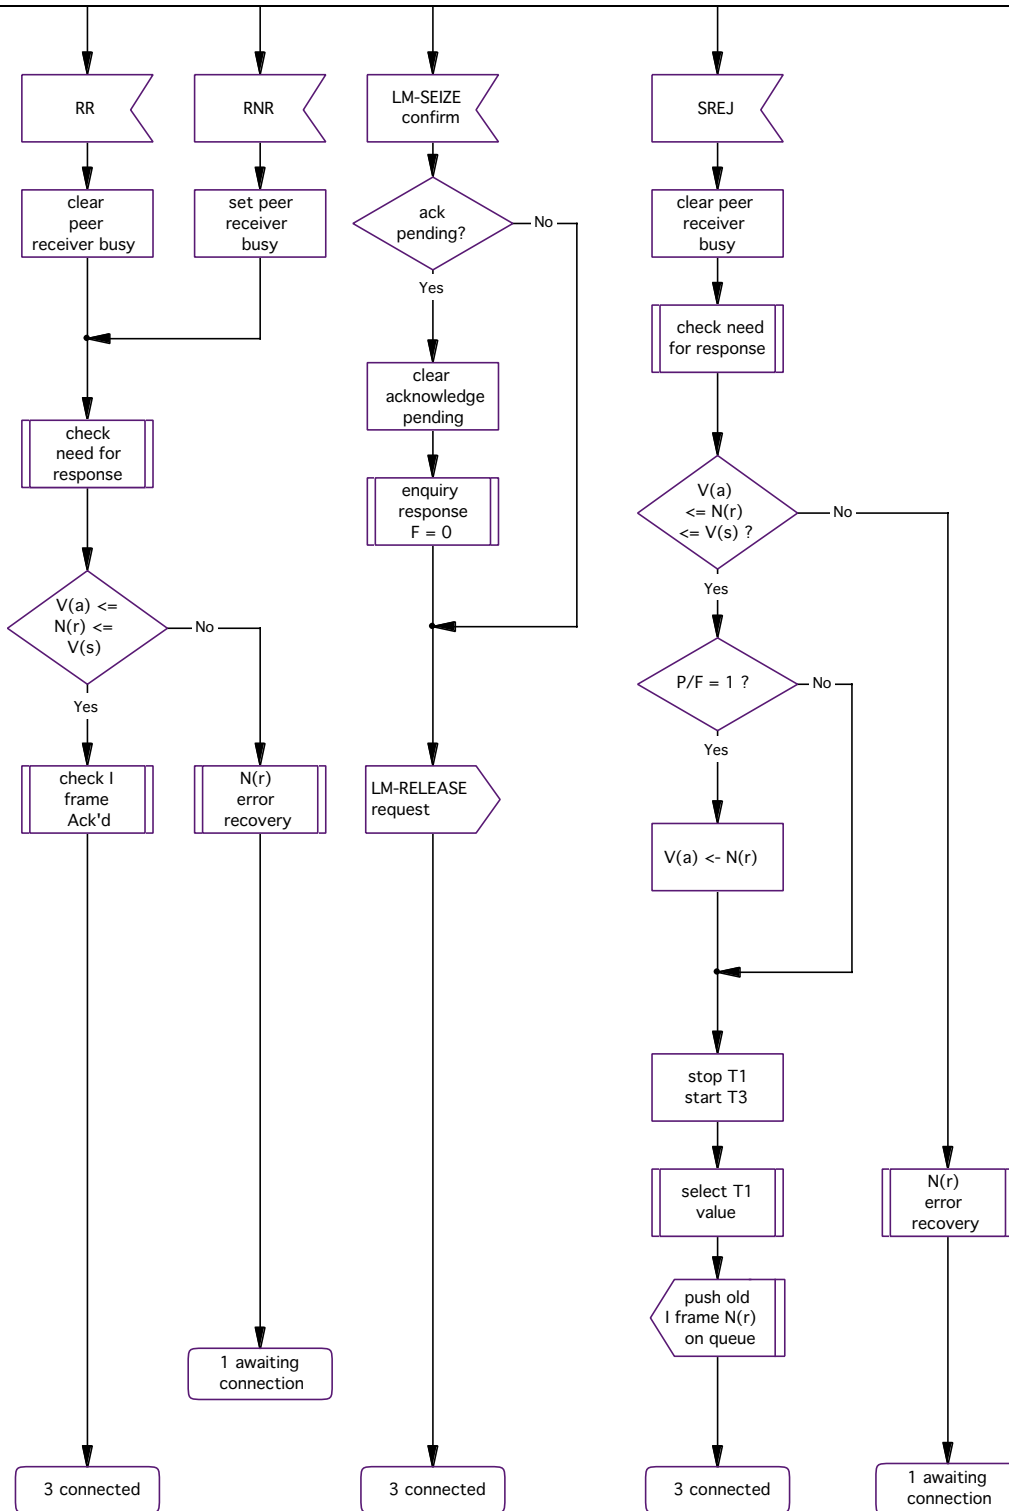 RR
clear
peer
receiver busy
check
need for
response
V(a) <=
N(r) <=
V(s)
No
Yes
check I
frame
Ack'd
3 connected
RNR
set peer
receiver
busy
N(r)
error
recovery
1 awaiting
connection
LM-SEIZE
confirm
ack
pending?
No
Yes
clear
acknowledge
pending
enquiry
response
F = 0
LM-RELEASE
request
3 connected
SREJ
clear peer
receiver
busy
check need
for response
V(a)
<= N(r)
<= V(s) ?
No
Yes
P/F = 1 ?
No
Yes
V(a) <- N(r)
stop T1
start T3
select T1
value
push old
I frame N(r)
on queue
3 connected
N(r)
error
recovery
1 awaiting
connection